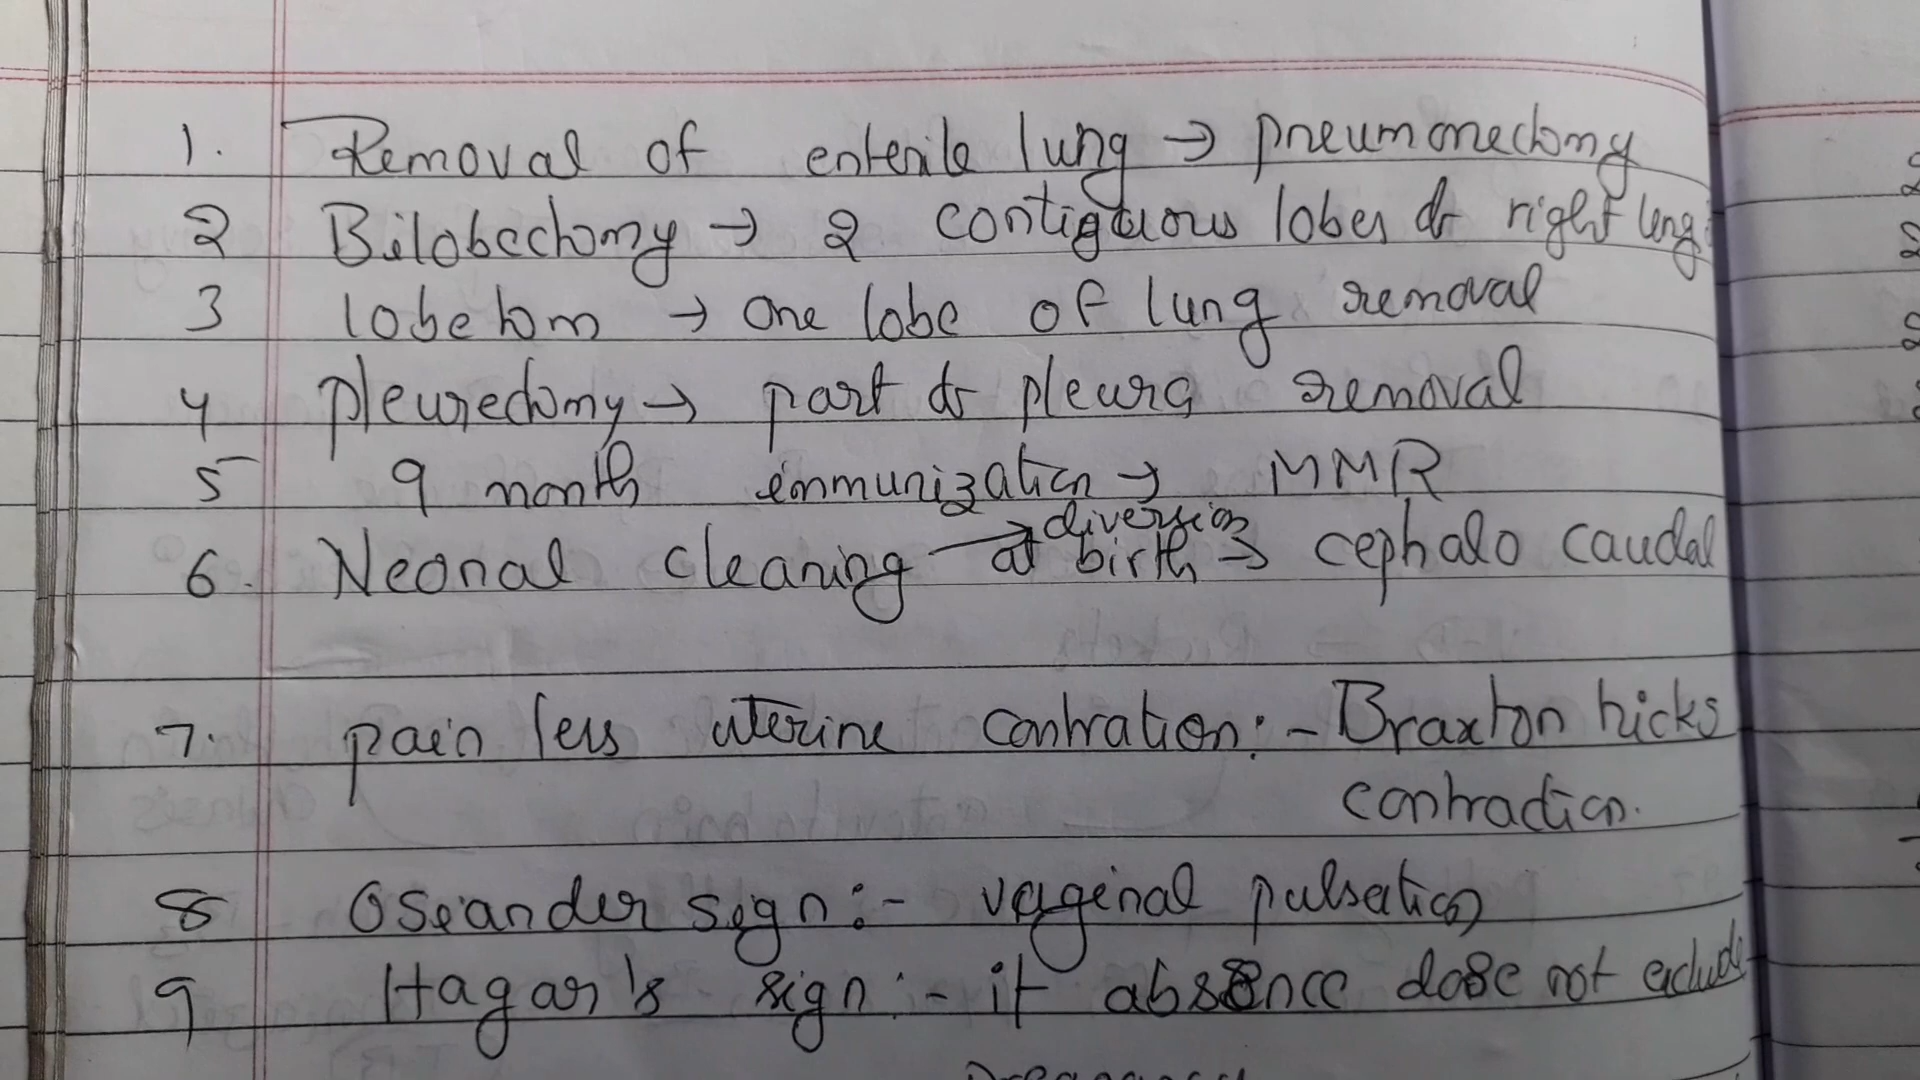 1. Removal of enterile lung → pneumonectomy
2 Bilobectomy → 2 contiguous lobes of right lung
3 lobetom → one lobe of lung removal
4 pleurectomy → part of pleura removal
5 9 month immunization → MMR
diversion
6. Neonal cleaning → at birth → cephalo caudal
7. pain less uterine contration :- Braxton hicks
contraction.
8 Oseander sign :- vaginal pulsation
9 Hagar's sign :- it absence dose not exclude
pregnancy